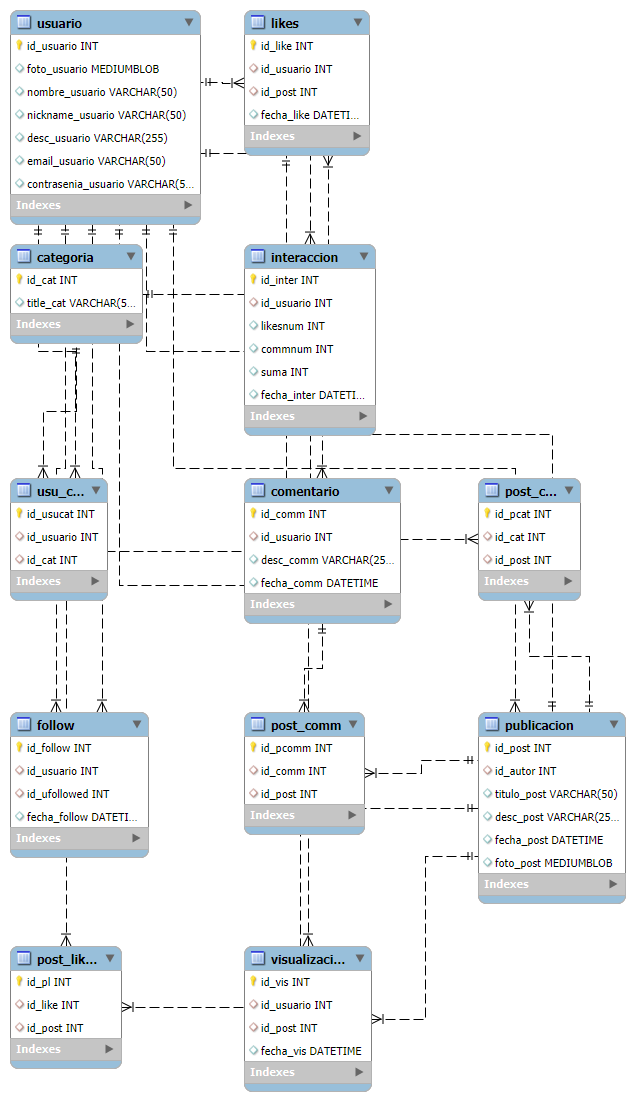 usuario
id_usuario INT
foto_usuario MEDIUMBLOB
nombre_usuario VARCHAR(50)
nickname_usuario VARCHAR(50)
desc_usuario VARCHAR(255)
email_usuario VARCHAR(50)
contrasenia_usuario VARCHAR(5...
Indexes
likes
id_like INT
id_usuario INT
id_post INT
fecha_like DATETI...
Indexes
categoria
id_cat INT
title_cat VARCHAR(5...
Indexes
interaccion
id_inter INT
id_usuario INT
likesnum INT
commnum INT
suma INT
fecha_inter DATETI...
Indexes
usu_c...
id_usucat INT
id_usuario INT
id_cat INT
Indexes
comentario
id_comm INT
id_usuario INT
desc_comm VARCHAR(25...
fecha_comm DATETIME
Indexes
post_c...
id_pcat INT
id_cat INT
id_post INT
Indexes
follow
id_follow INT
id_usuario INT
id_ufollowed INT
fecha_follow DATETI...
Indexes
post_comm
id_pcomm INT
id_comm INT
id_post INT
Indexes
publicacion
id_post INT
id_autor INT
titulo_post VARCHAR(50)
desc_post VARCHAR(25...
fecha_post DATETIME
foto_post MEDIUMBLOB
Indexes
post_lik...
id_pl INT
id_like INT
id_post INT
Indexes
visualizaci...
id_vis INT
id_usuario INT
id_post INT
fecha_vis DATETIME
Indexes